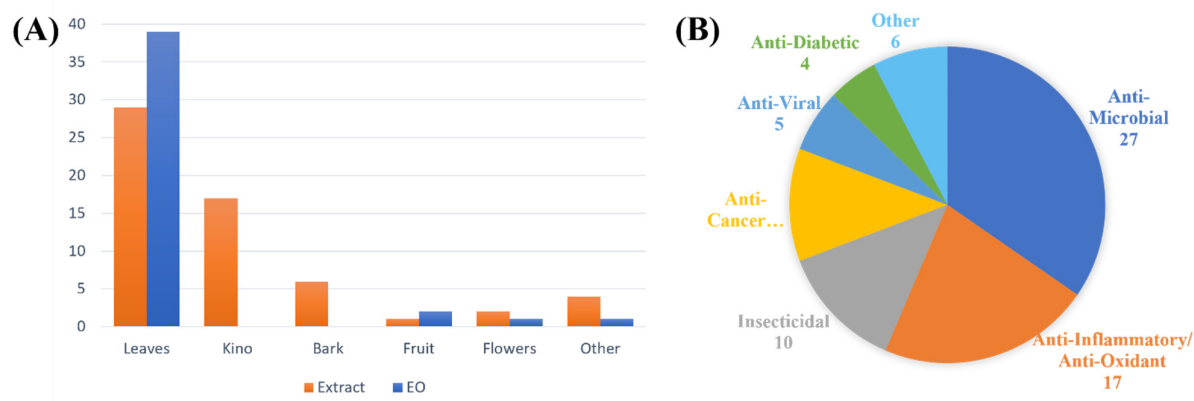 (A)
40
35
30
25
20
15
10
5
0
Leaves Kino Bark Fruit Flowers Other
Extract EO
(B)
Other
6
Anti-Diabetic
4
Anti-Viral
5
Anti-
Cancer…
Insecticidal
10
Anti-
Microbial
27
Anti-Inflammatory/
Anti-Oxidant
17